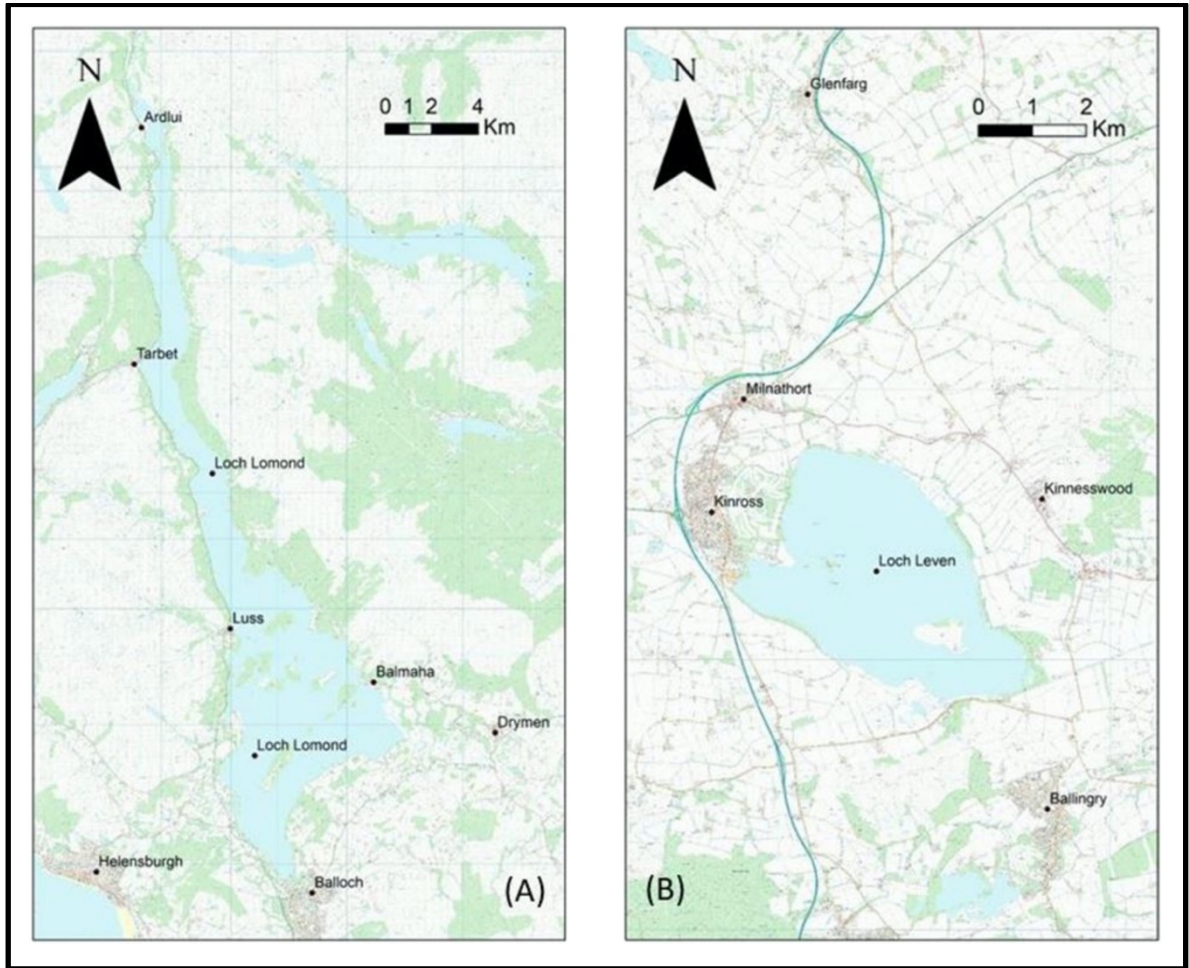 N
0 1 2 4
Km
Ardlui
Tarbet
Loch Lomond
Luss
Balmaha
Drymen
Loch Lomond
Helensburgh
Balloch
(A)
N
Glenfarg
0 1 2
Km
Milnathort
Kinnesswood
Kinross
Loch Leven
Ballingry
(B)